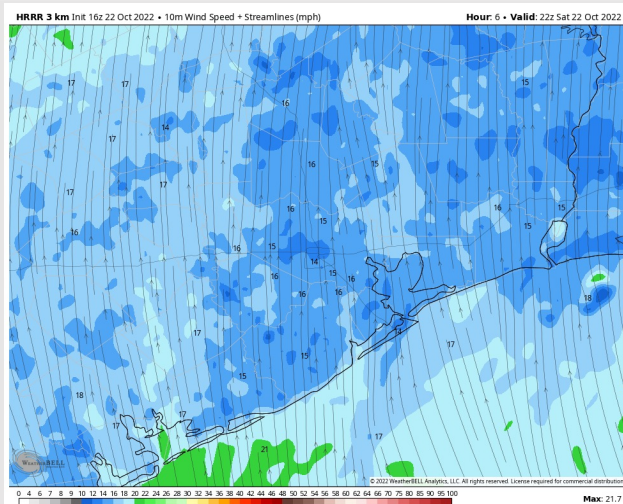 HRRR 3 km Init 16z 22 Oct 2022 • 10m Wind Speed + Streamlines (mph) Hour: 6 • Valid: 22z Sat 22 Oct 2022
17 17 15
16
17 14
16 15
17 17
16 16
15 15
16
16 15
14
16 15 16
16 16
18
17 14 17
15
15
18
17 17
17
21
WeatherBELL
© 2022 WeatherBELL Analytics, LLC. All rights reserved. License required for commercial distribution
0 4 6 7 8 9 10 12 14 16 18 20 22 24 26 28 30 32 34 36 38 40 42 44 46 48 50 52 54 56 58 60 62 64 66 70 75 80 85 90 95 100
Max: 21.7